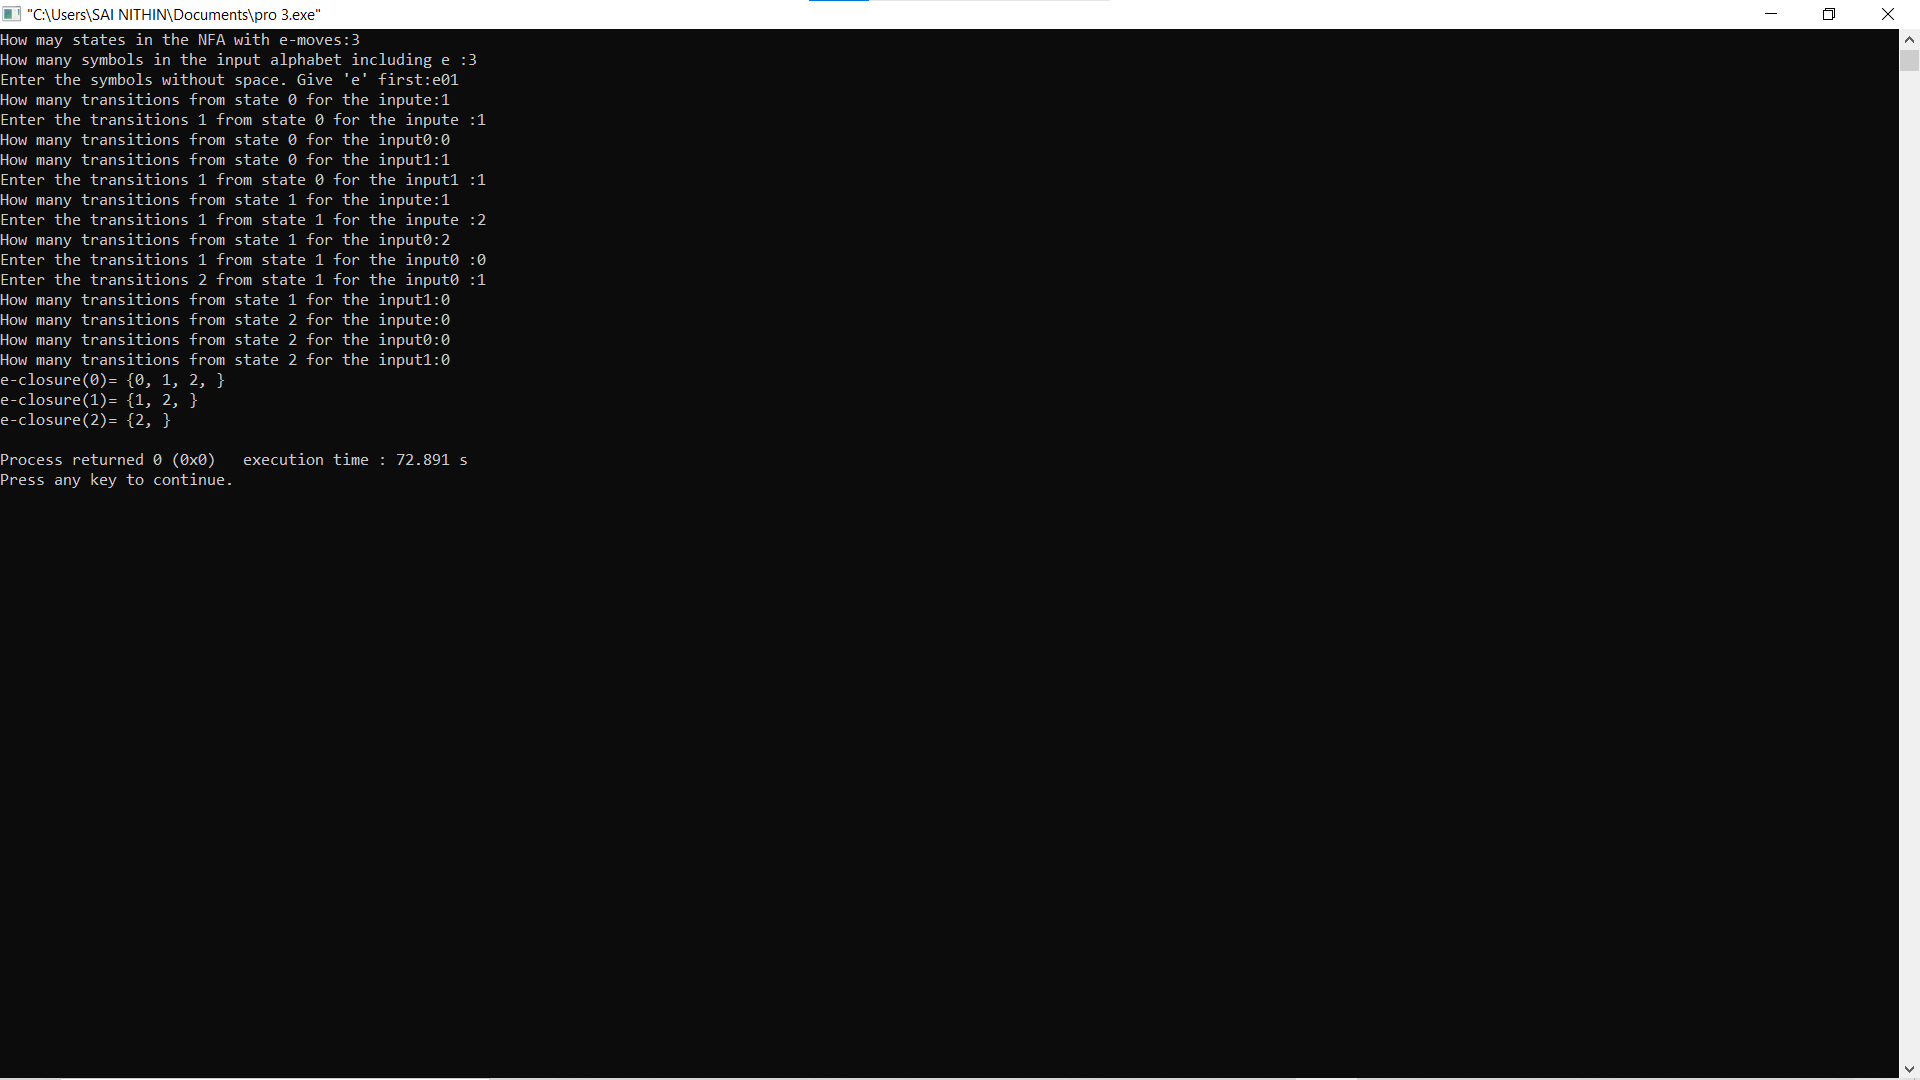 "C:\Users\SAI NITHIN\Documents\pro 3.exe"
How may states in the NFA with e-moves:3
How many symbols in the input alphabet including e :3
Enter the symbols without space. Give 'e' first:e01
How many transitions from state 0 for the inpute:1
Enter the transitions 1 from state 0 for the inpute :1
How many transitions from state 0 for the input0:0
How many transitions from state 0 for the input1:1
Enter the transitions 1 from state 0 for the input1 :1
How many transitions from state 1 for the inpute:1
Enter the transitions 1 from state 1 for the inpute :2
How many transitions from state 1 for the input0:2
Enter the transitions 1 from state 1 for the input0 :0
Enter the transitions 2 from state 1 for the input0 :1
How many transitions from state 1 for the input1:0
How many transitions from state 2 for the inpute:0
How many transitions from state 2 for the input0:0
How many transitions from state 2 for the input1:0
e-closure(0)= {0, 1, 2, }
e-closure(1)= {1, 2, }
e-closure(2)= {2, }
Process returned 0 (0x0)   execution time : 72.891 s
Press any key to continue.